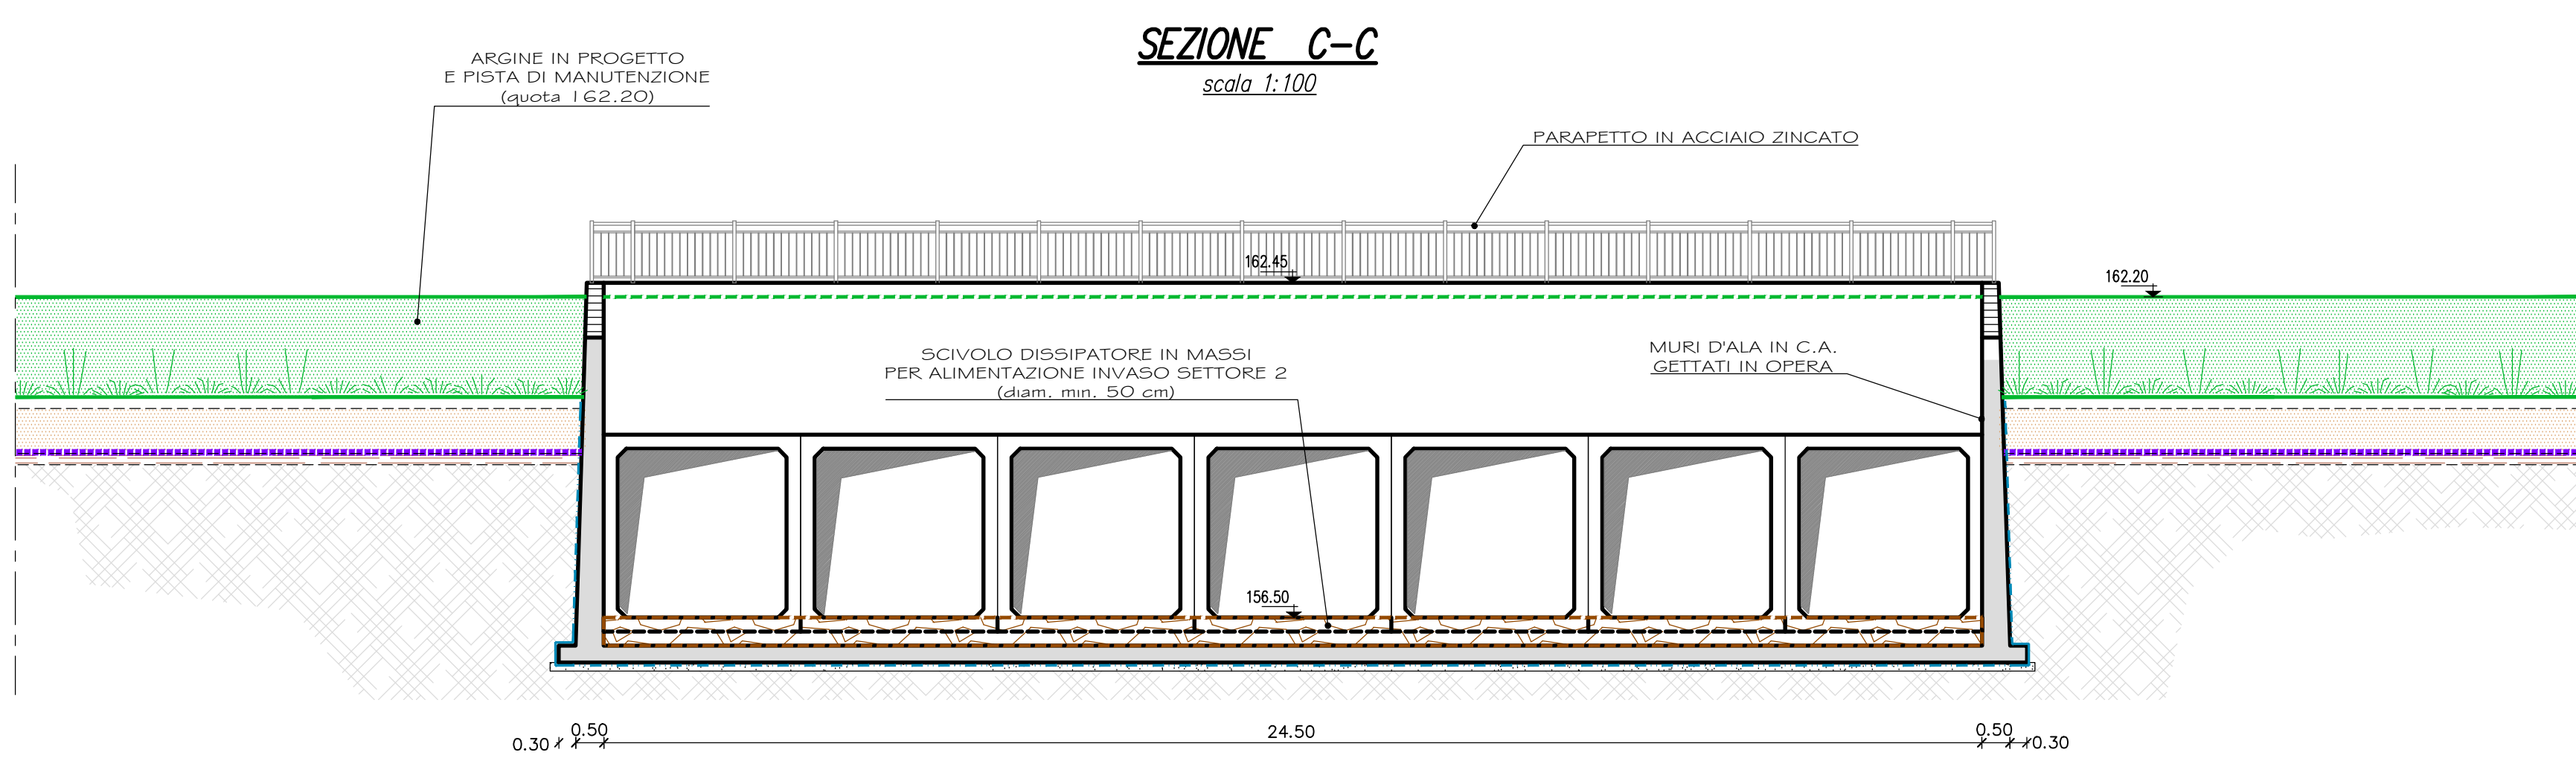 SEZIONE C-C
scala 1:100
ARGINE IN PROGETTO
E PISTA DI MANUTENZIONE
(quota 162.20)
PARAPETTO IN ACCIAIO ZINCATO
162.45
162.20
SCIVOLO DISSIPATORE IN MASSI
PER ALIMENTAZIONE INVASO SETTORE 2
(diam. min. 50 cm)
MURI D'ALA IN C.A.
GETTATI IN OPERA
156.50
0.30
0.50
24.50
0.50
0.30